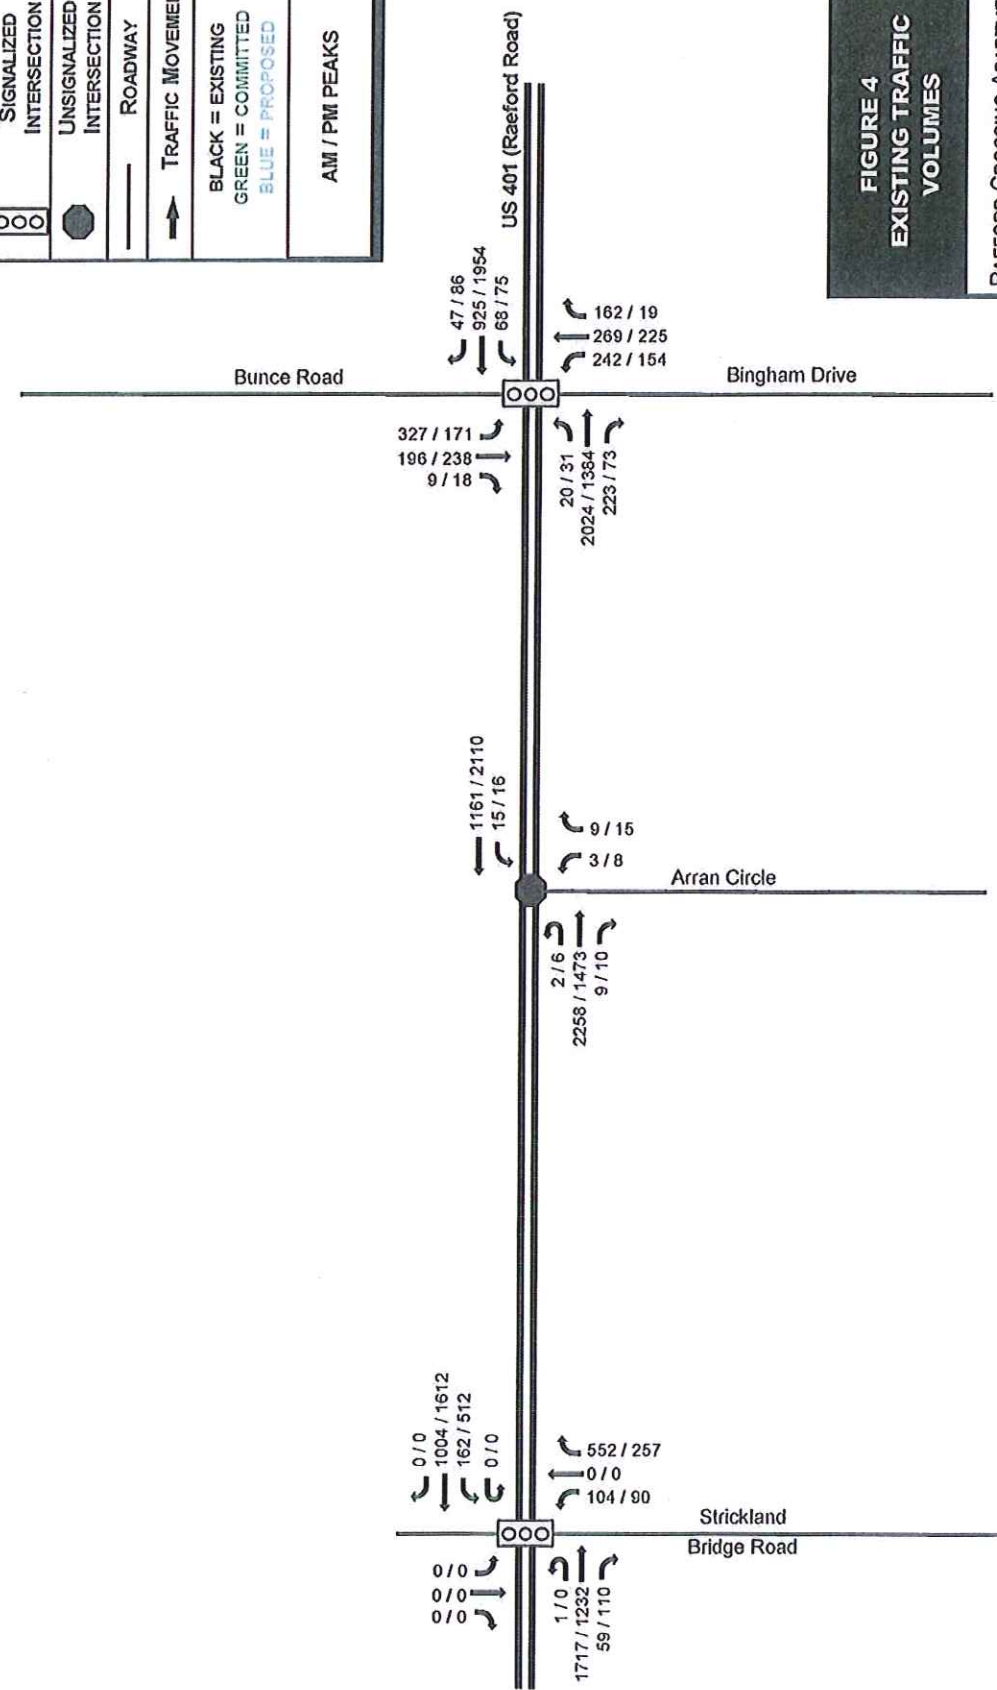 SIGNALIZED
INTERSECTION
UNSIGNALIZED
INTERSECTION
ROADWAY
TRAFFIC
BLACK = EXISTING
GREEN = COMMITTED
BLUE = PROPOSED
AM / PM PEAKS
US 401 (Raeford Road)
47 / 86
925 / 1954
68 / 75
162 / 19
269 / 225
242 / 154
Bunce Road
Bingham Drive
327 / 171
196 / 238
9 / 18
20 / 31
2024 / 1384
223 / 73
FIGURE 4
EXISTING TRAFFIC
VOLUMES
1161 / 2110
15 / 16
9 / 15
3 / 8
Arran Circle
2 / 6
2258 / 1473
9 / 10
0 / 0
1004 / 1612
162 / 512
0 / 0
552 / 257
0 / 0
104 / 90
Strickland
Bridge Road
0 / 0
0 / 0
0 / 0
1 / 0
1717 / 1232
59 / 110